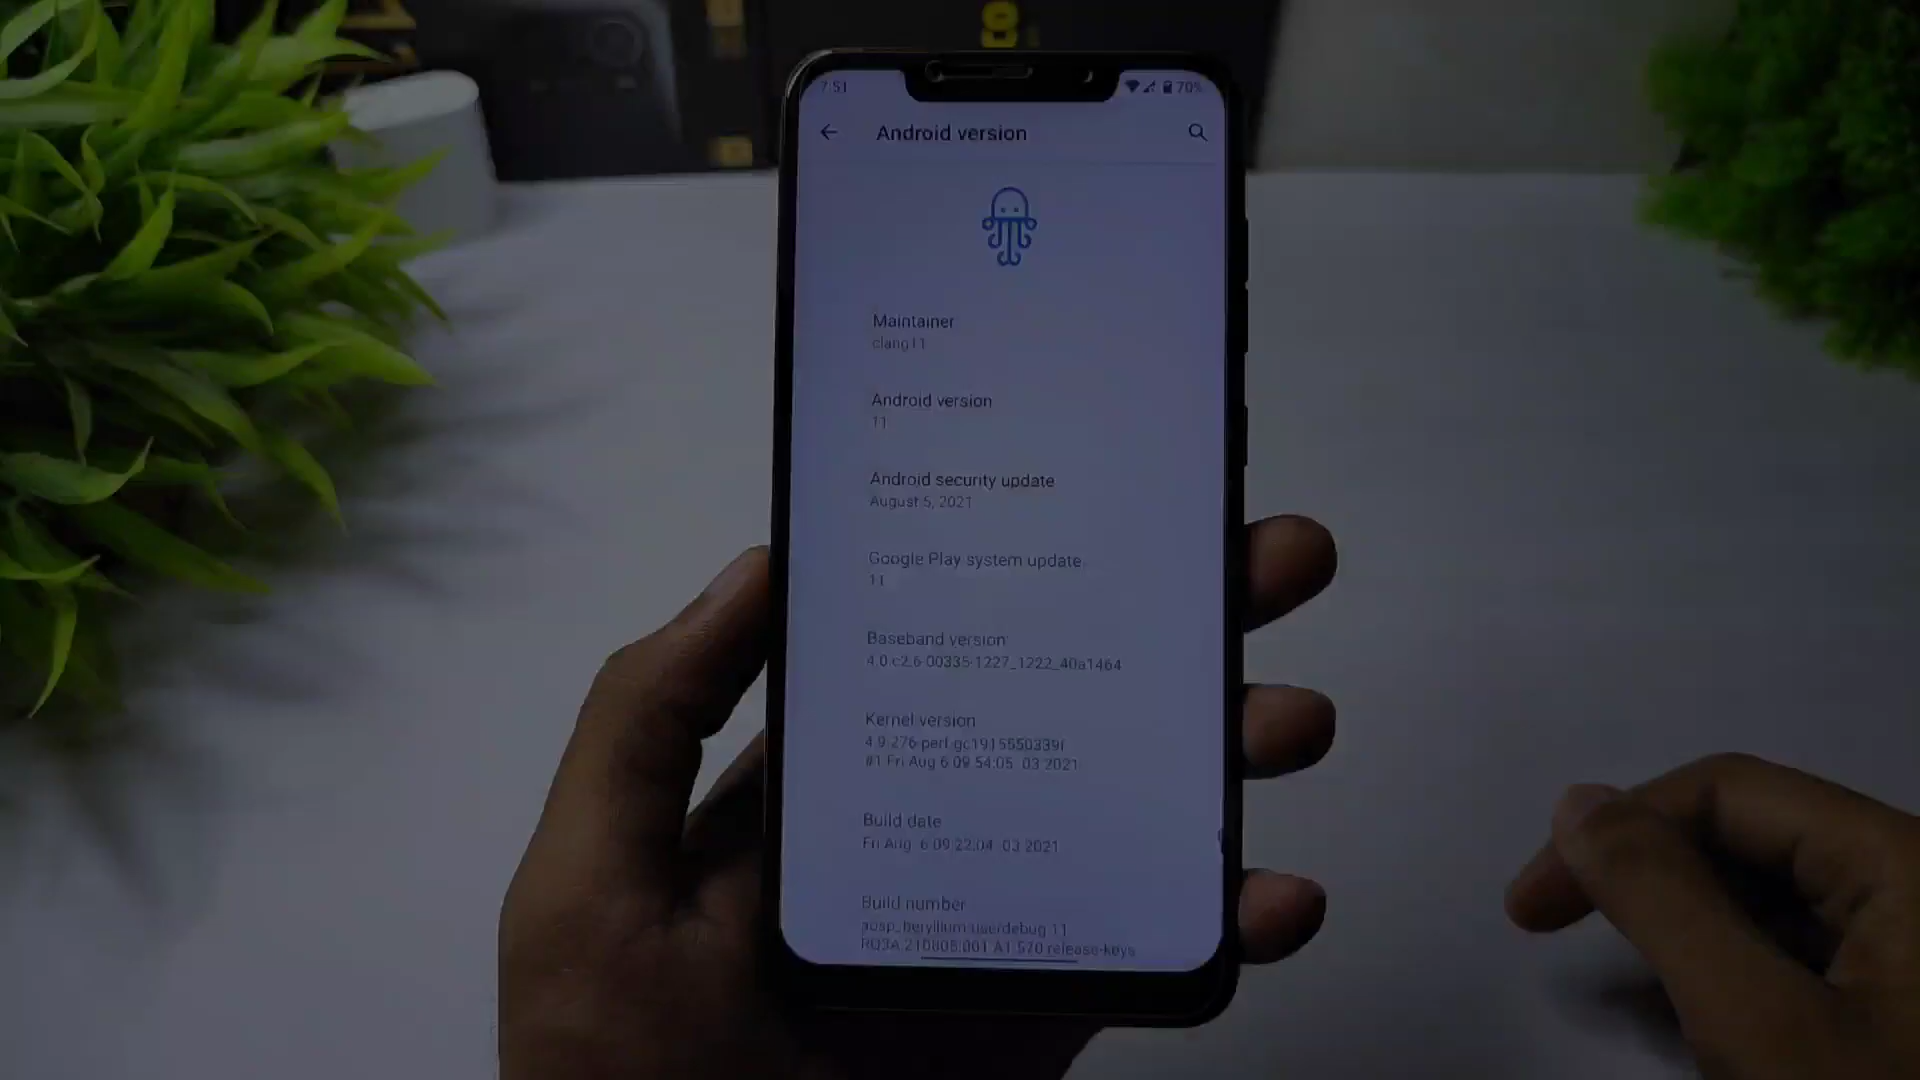 8
7:51
70%
Android version
Maintainer
clang11
Android version
11
Android security update
August 5, 2021
Google Play system update
11
Baseband version
4.0.c2.6-00335-1227_1222_40a1464
Kernel version
4.9.276-perf-gc1915550339f
#1 Fri Aug 6 09:54:05 -03 2021
Build date
Fri Aug 6 09:22:04 -03 2021
Build number
aosp_beryllium-userdebug 11
RQ3A.210805.001.A1 520 release-keys